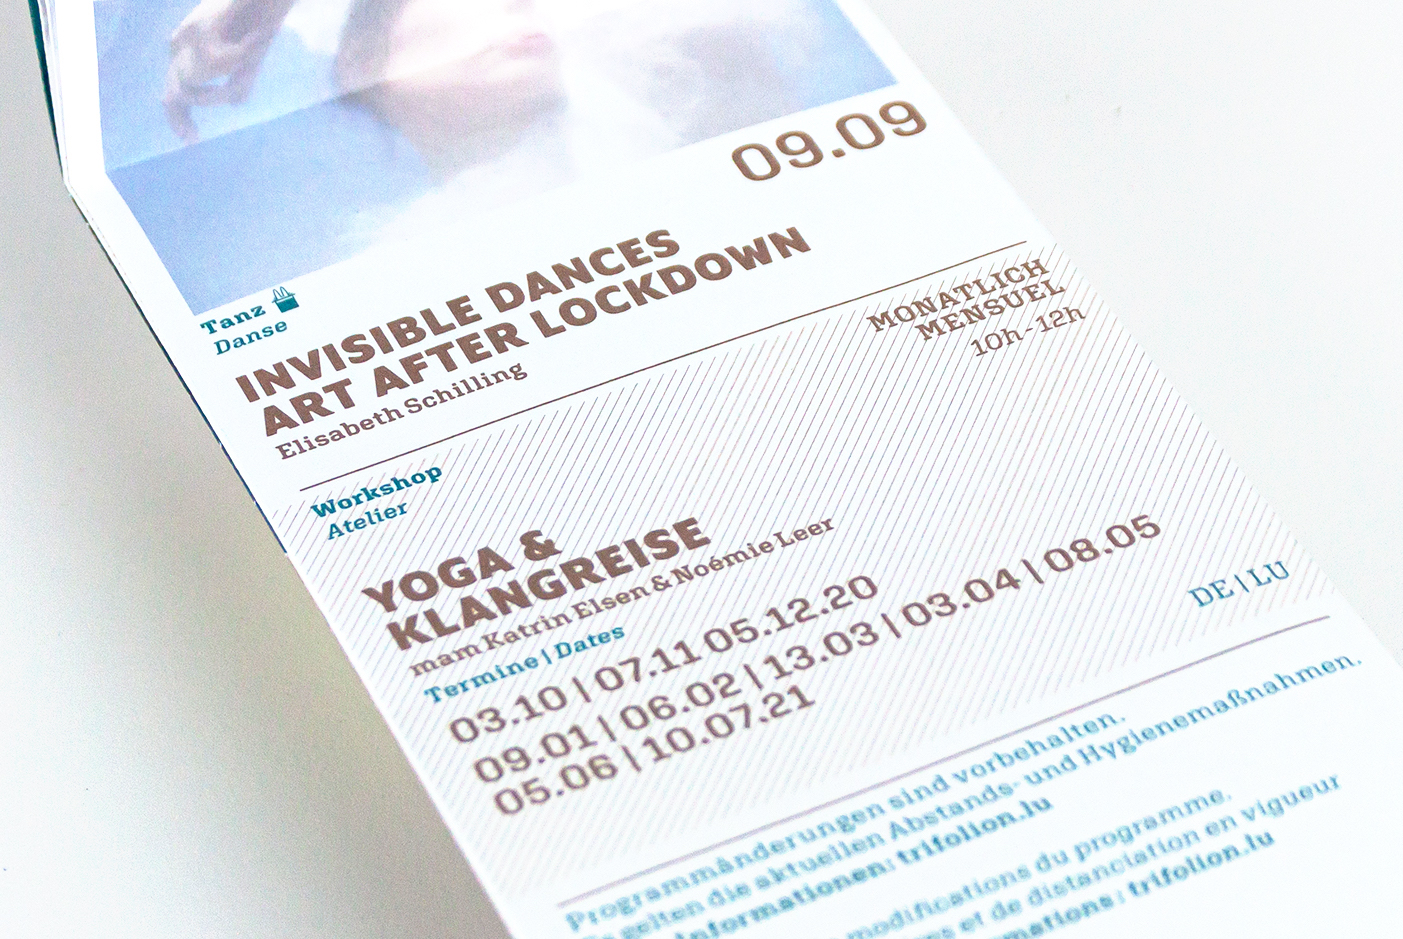 09.09
Tanz
Danse
INVISIBLE DANCES
ART AFTER LOCKDOWN
Elisabeth Schilling
MONATLICH
MENSUEL
10h-12h
Workshop
Atelier
YOGA &
KLANGREISE
mam Katrin Elsen & Noémie Leer
Termine | Dates
03.10 | 07.11 05.12.20
09.01 | 06.02 | 13.03 | 03.04 | 08.05
05.06 | 10.07.21
DE | LU
Programmänderungen sind vorbehalten.
Es gelten die aktuellen Abstands- und Hygienemaßnahmen.
Informationen: trifolion.lu
modifications du programme.
et de distanciation en vigueur
trifolion.lu